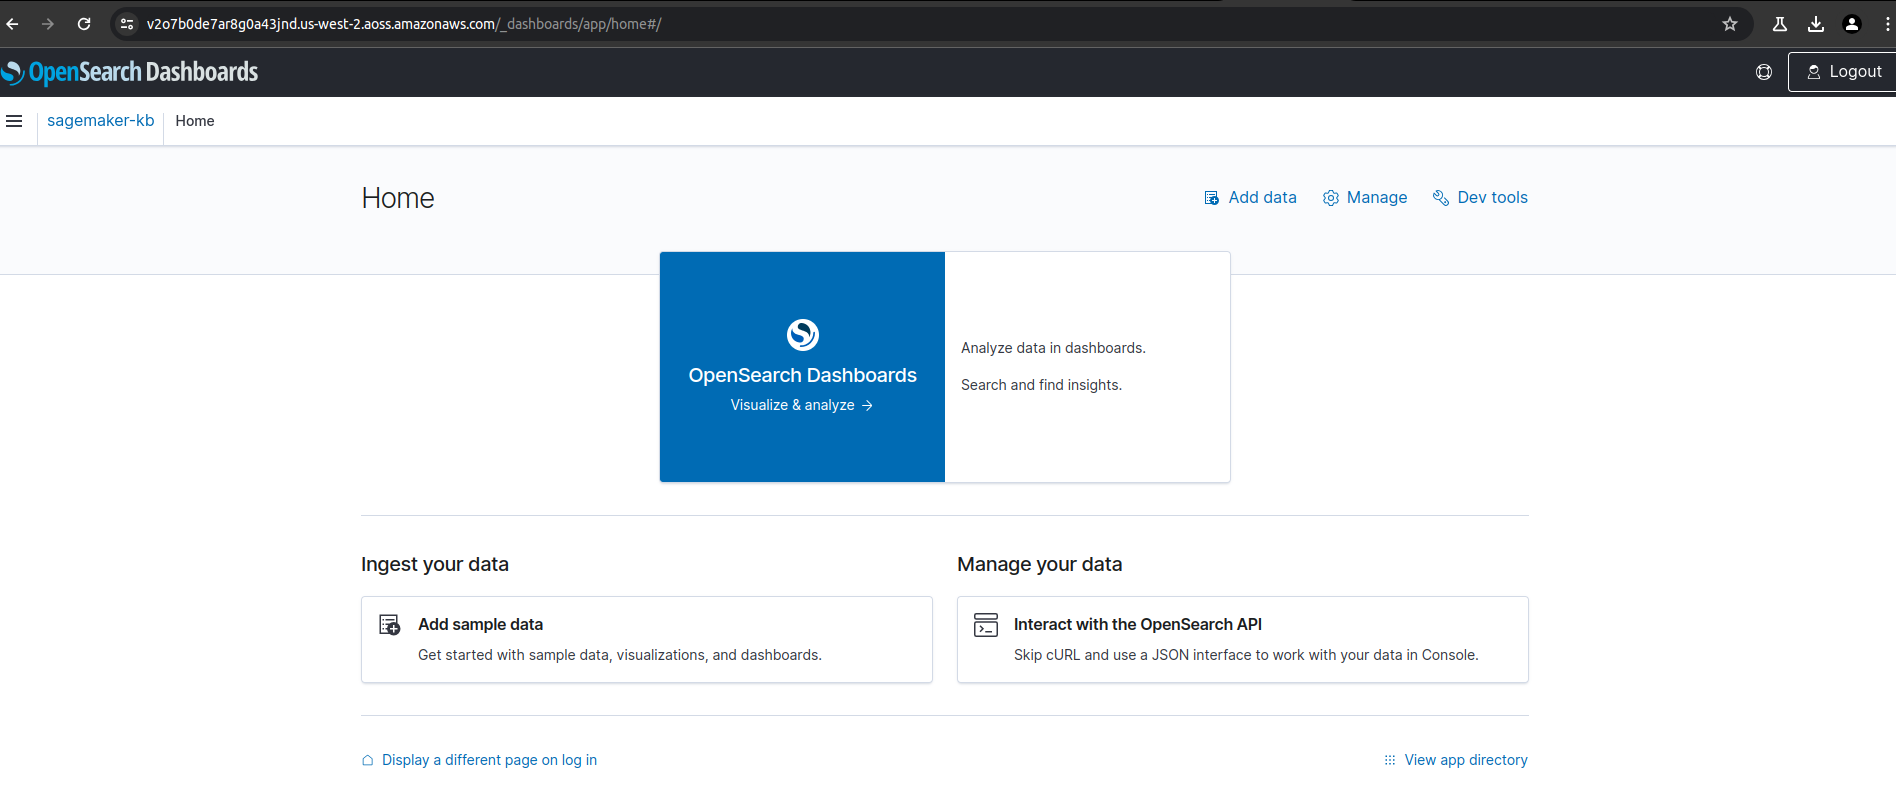 v2o7b0de7ar8g0a43jnd.us-west-2.aoss.amazonaws.com/_dashboards/app/home#/
OpenSearch Dashboards
Logout
sagemaker-kb
Home
Home
Add data
Manage
Dev tools
OpenSearch Dashboards
Visualize & analyze →
Analyze data in dashboards.
Search and find insights.
Ingest your data
Manage your data
Add sample data
Get started with sample data, visualizations, and dashboards.
Interact with the OpenSearch API
Skip cURL and use a JSON interface to work with your data in Console.
Display a different page on log in
View app directory